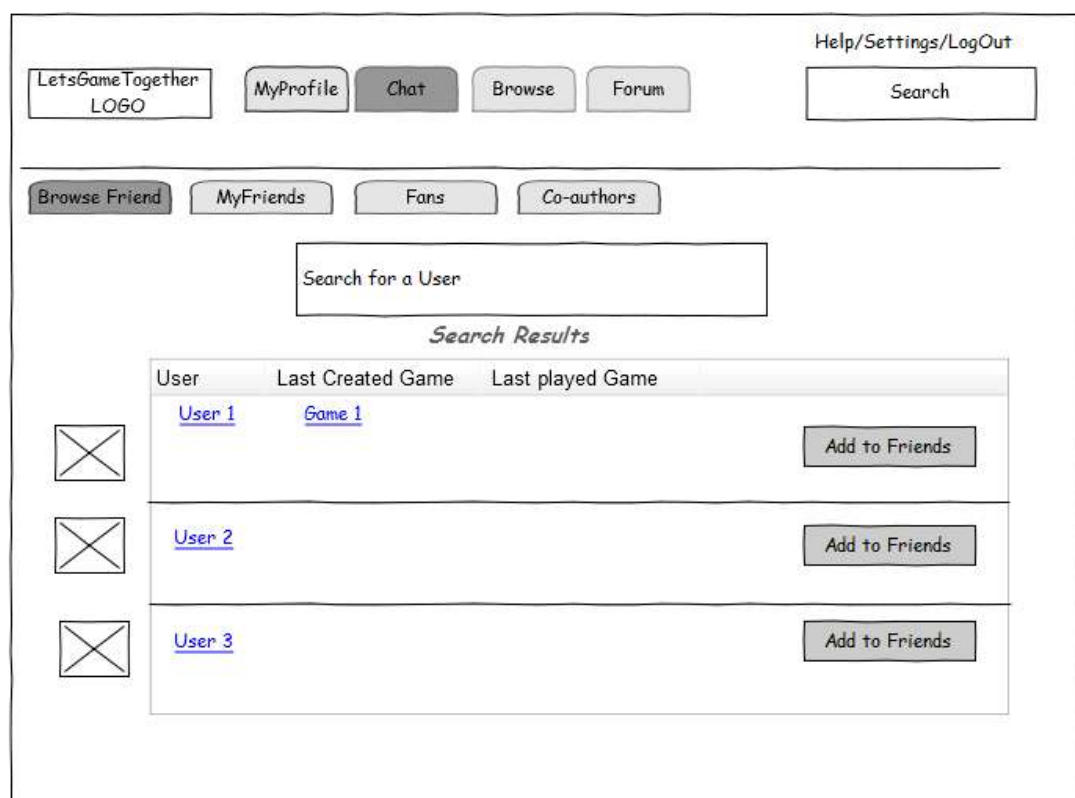 Help/Settings/LogOut
LetsGameTogether
LOGO
MyProfile
Chat
Browse
Forum
Search
Browse Friend
MyFriends
Fans
Co-authors
Search for a User
Search Results
User
Last Created Game
Last played Game
User 1
Game 1
Add to Friends
User 2
Add to Friends
User 3
Add to Friends